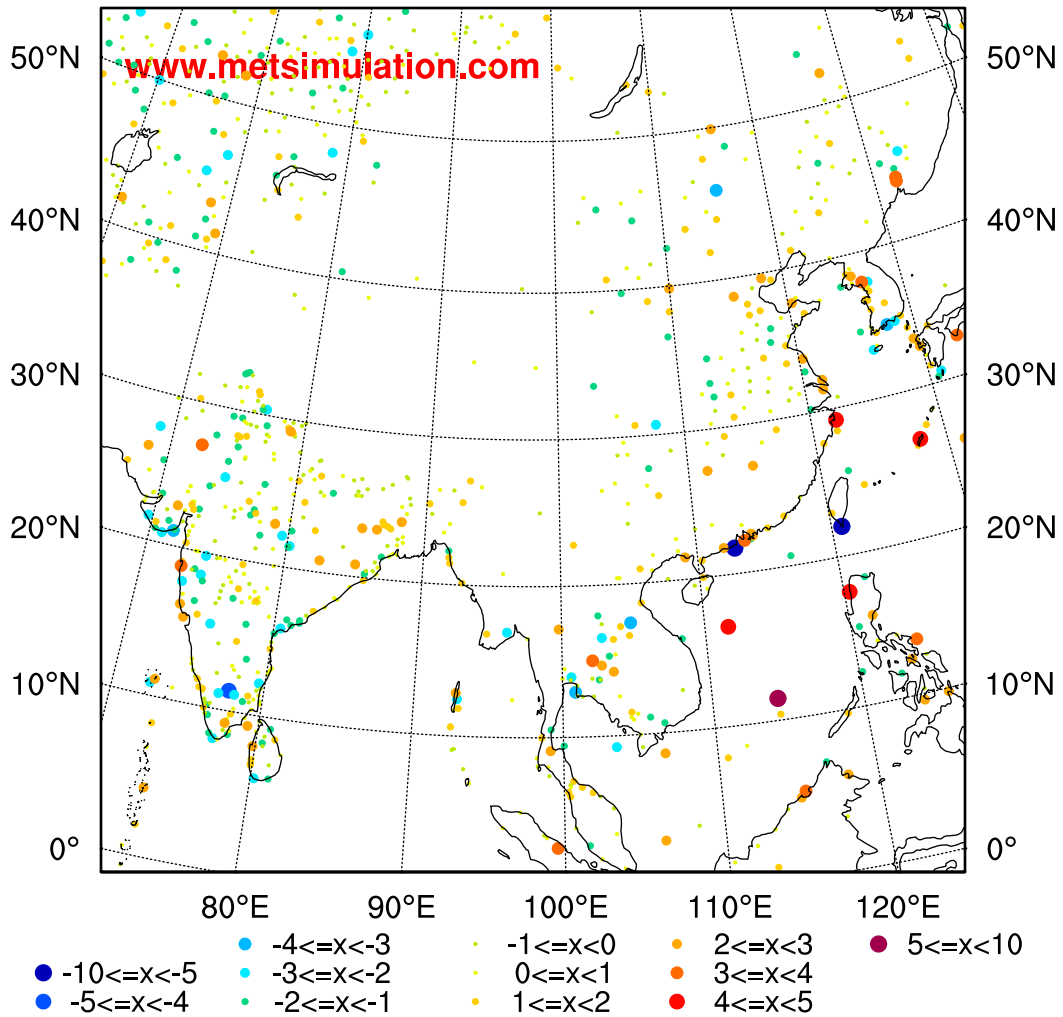 50°N 50°N
www.metsimulation.com
40°N 40°N
30°N 30°N
20°N 20°N
10°N 10°N
0° 0°
80°E 90°E 100°E 110°E 120°E
-4<=x<-3 -1<=x<0 2<=x<3 5<=x<10
-10<=x<-5 -3<=x<-2 0<=x<1 3<=x<4
-5<=x<-4 -2<=x<-1 1<=x<2 4<=x<5